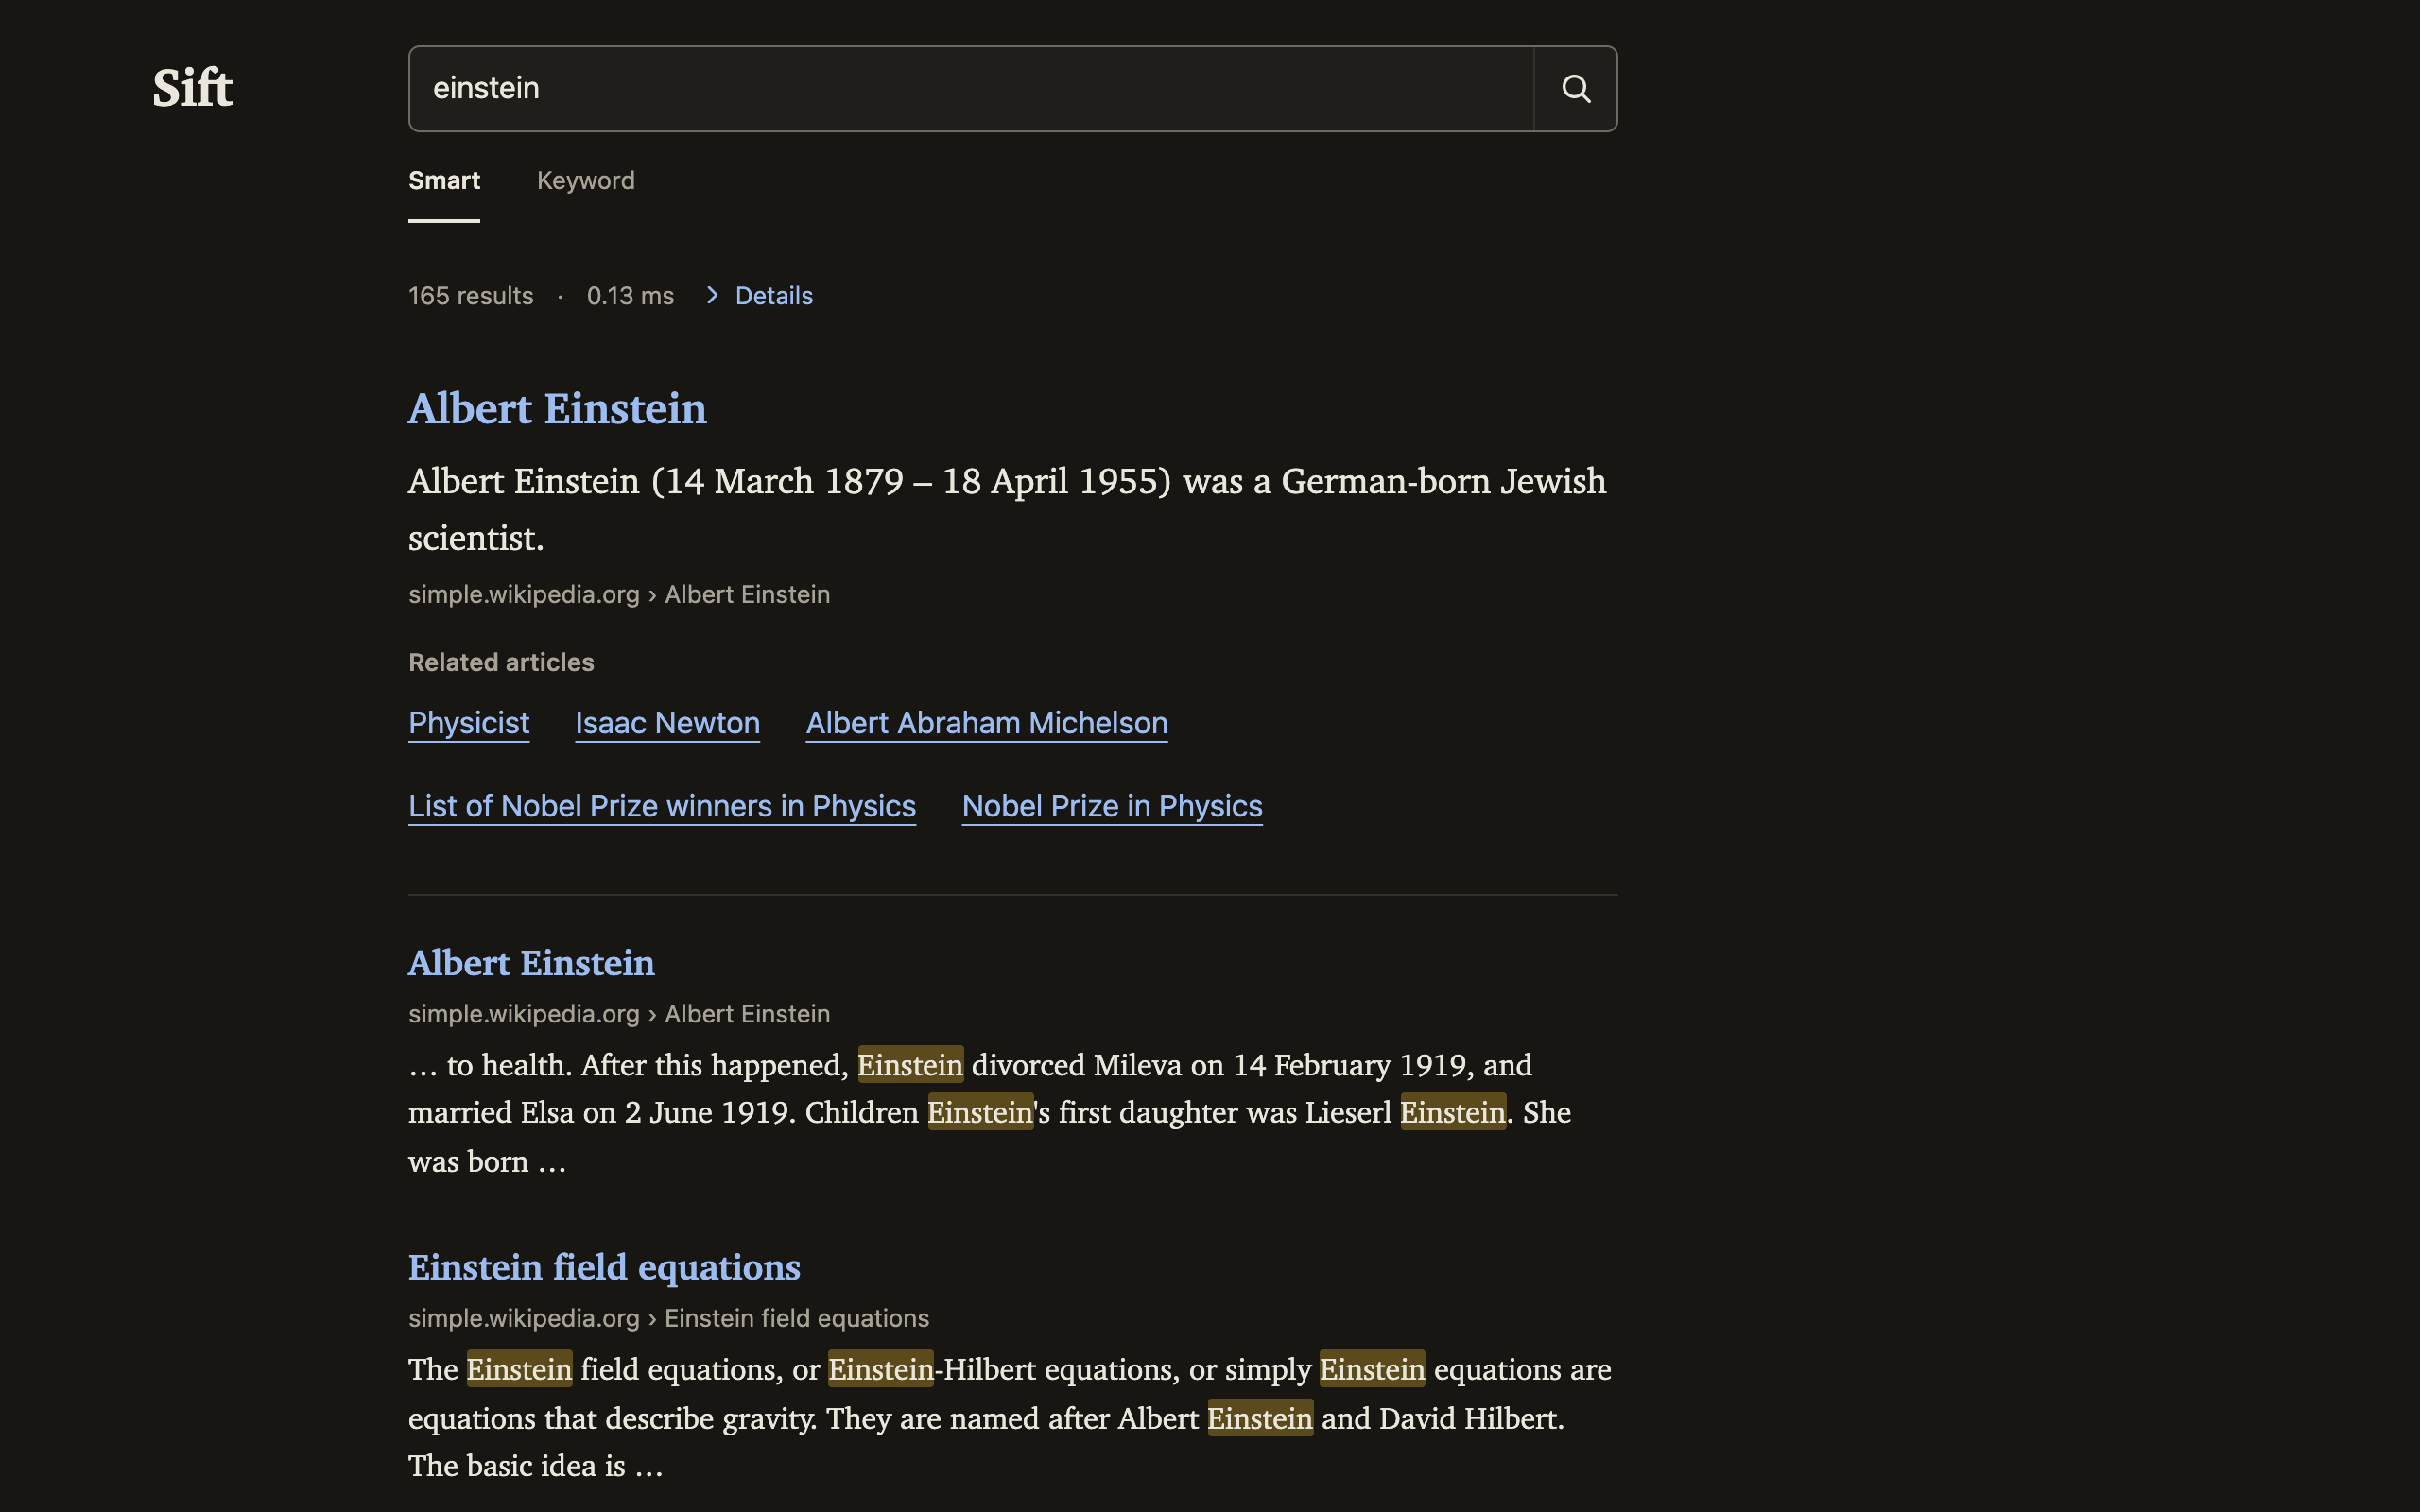 Sift
einstein
Smart Keyword
165 results · 0.13 ms › Details
Albert Einstein
Albert Einstein (14 March 1879 – 18 April 1955) was a German-born Jewish
scientist.
simple.wikipedia.org › Albert Einstein
Related articles
Physicist Isaac Newton Albert Abraham Michelson
List of Nobel Prize winners in Physics Nobel Prize in Physics
Albert Einstein
simple.wikipedia.org › Albert Einstein
… to health. After this happened, Einstein divorced Mileva on 14 February 1919, and
married Elsa on 2 June 1919. Children Einstein's first daughter was Lieserl Einstein. She
was born …
Einstein field equations
simple.wikipedia.org › Einstein field equations
The Einstein field equations, or Einstein-Hilbert equations, or simply Einstein equations are
equations that describe gravity. They are named after Albert Einstein and David Hilbert.
The basic idea is …